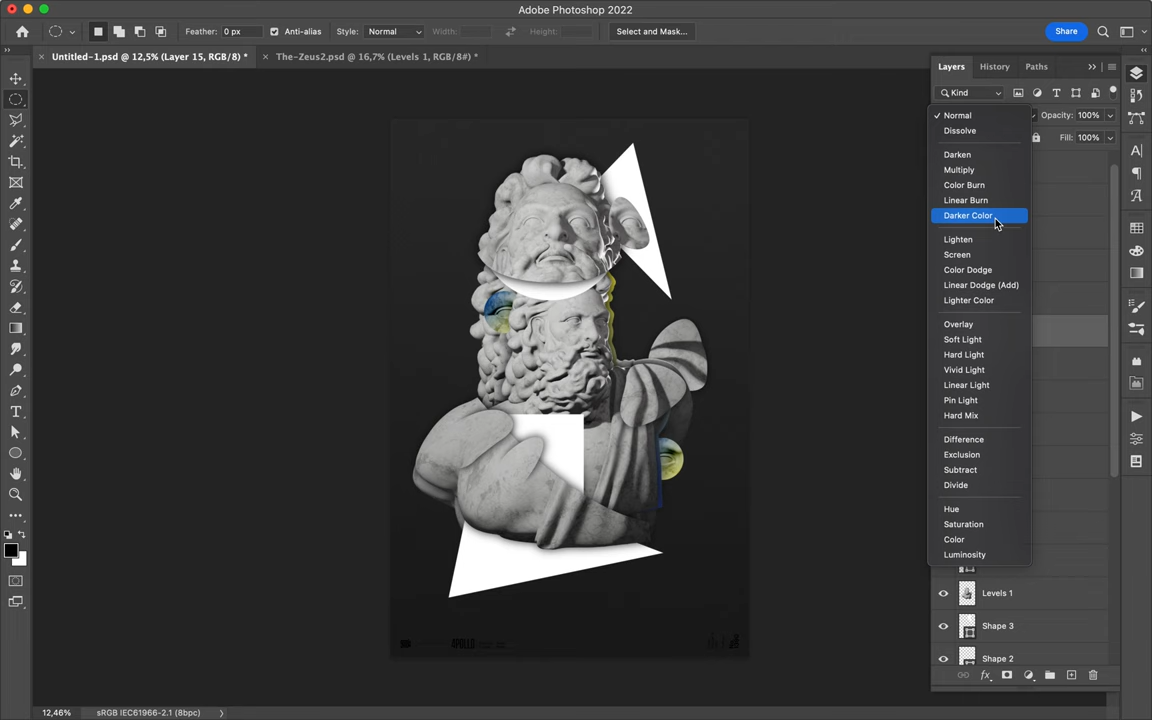 Adobe Photoshop 2022
Feather: 0 px Anti-alias Style: Normal Width: Height: Select and Mask... Share
Untitled-1.psd @ 12,5% (Layer 15, RGB/8) * The-Zeus2.psd @ 16,7% (Levels 1, RGB/8#) *
Layers History Paths
Kind
Normal Opacity: 100%
Dissolve
Fill: 100%
Darken
Multiply
Color Burn
Linear Burn
Darker Color
Lighten
Screen
Color Dodge
Linear Dodge (Add)
Lighter Color
Overlay
Soft Light
Hard Light
Vivid Light
Linear Light
Pin Light
Hard Mix
Difference
Exclusion
Subtract
Divide
Hue
Saturation
Color
Luminosity
Levels 1
Shape 3
Shape 2
4POLLO
12,46% sRGB IEC61966-2.1 (8bpc)